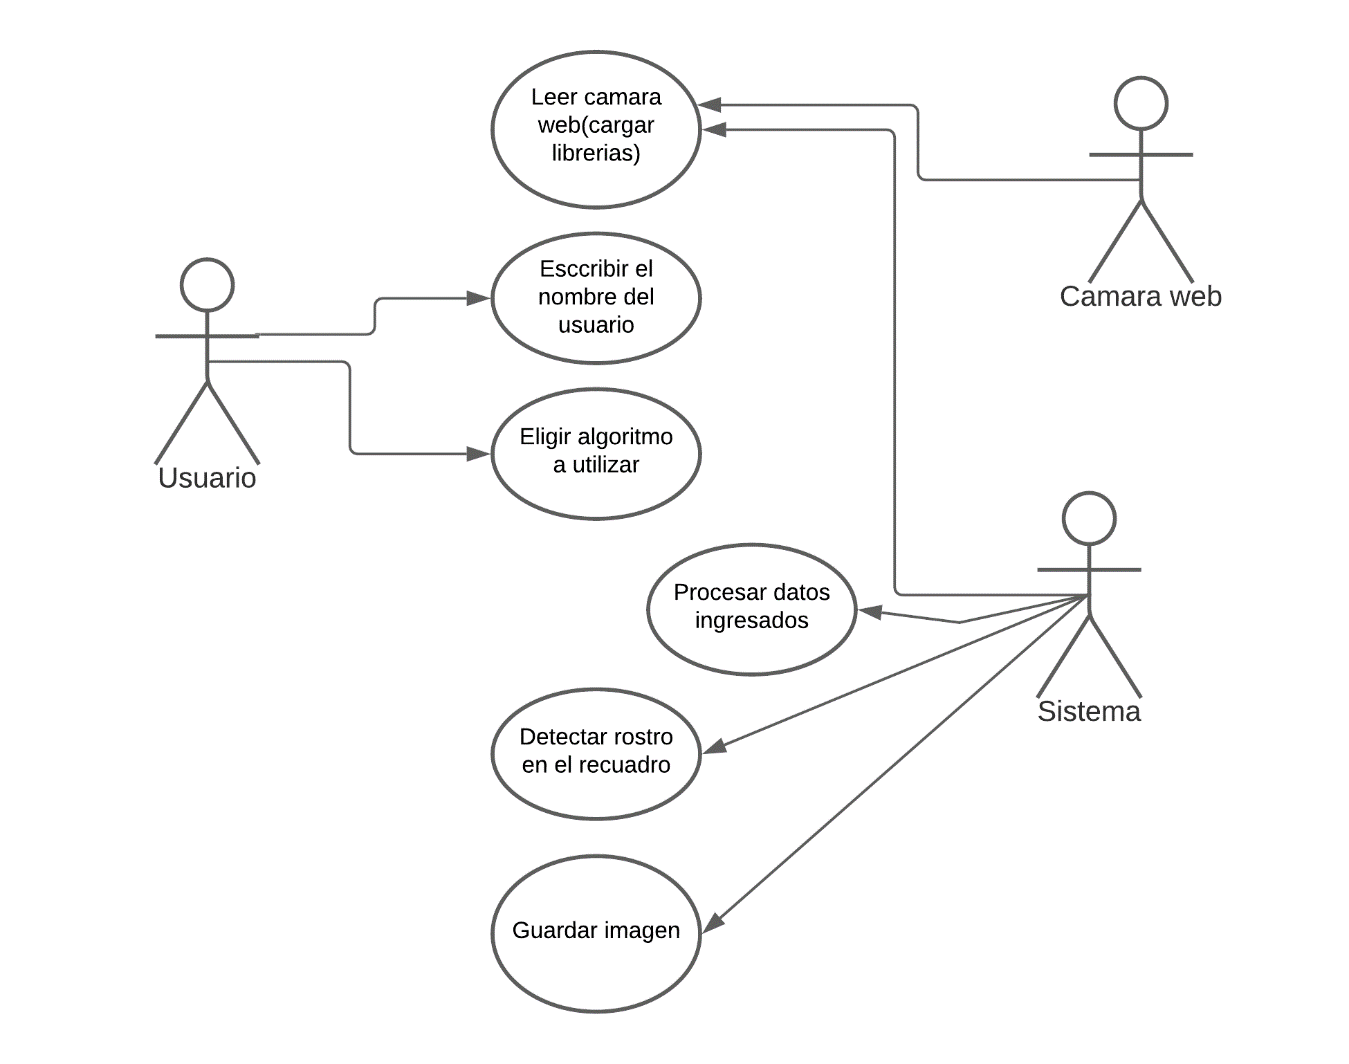 Leer camara
web(cargar
librerias)
Camara web
Esccribir el
nombre del
usuario
Usuario
Eligir algoritmo
a utilizar
Procesar datos
ingresados
Sistema
Detectar rostro
en el recuadro
Guardar imagen